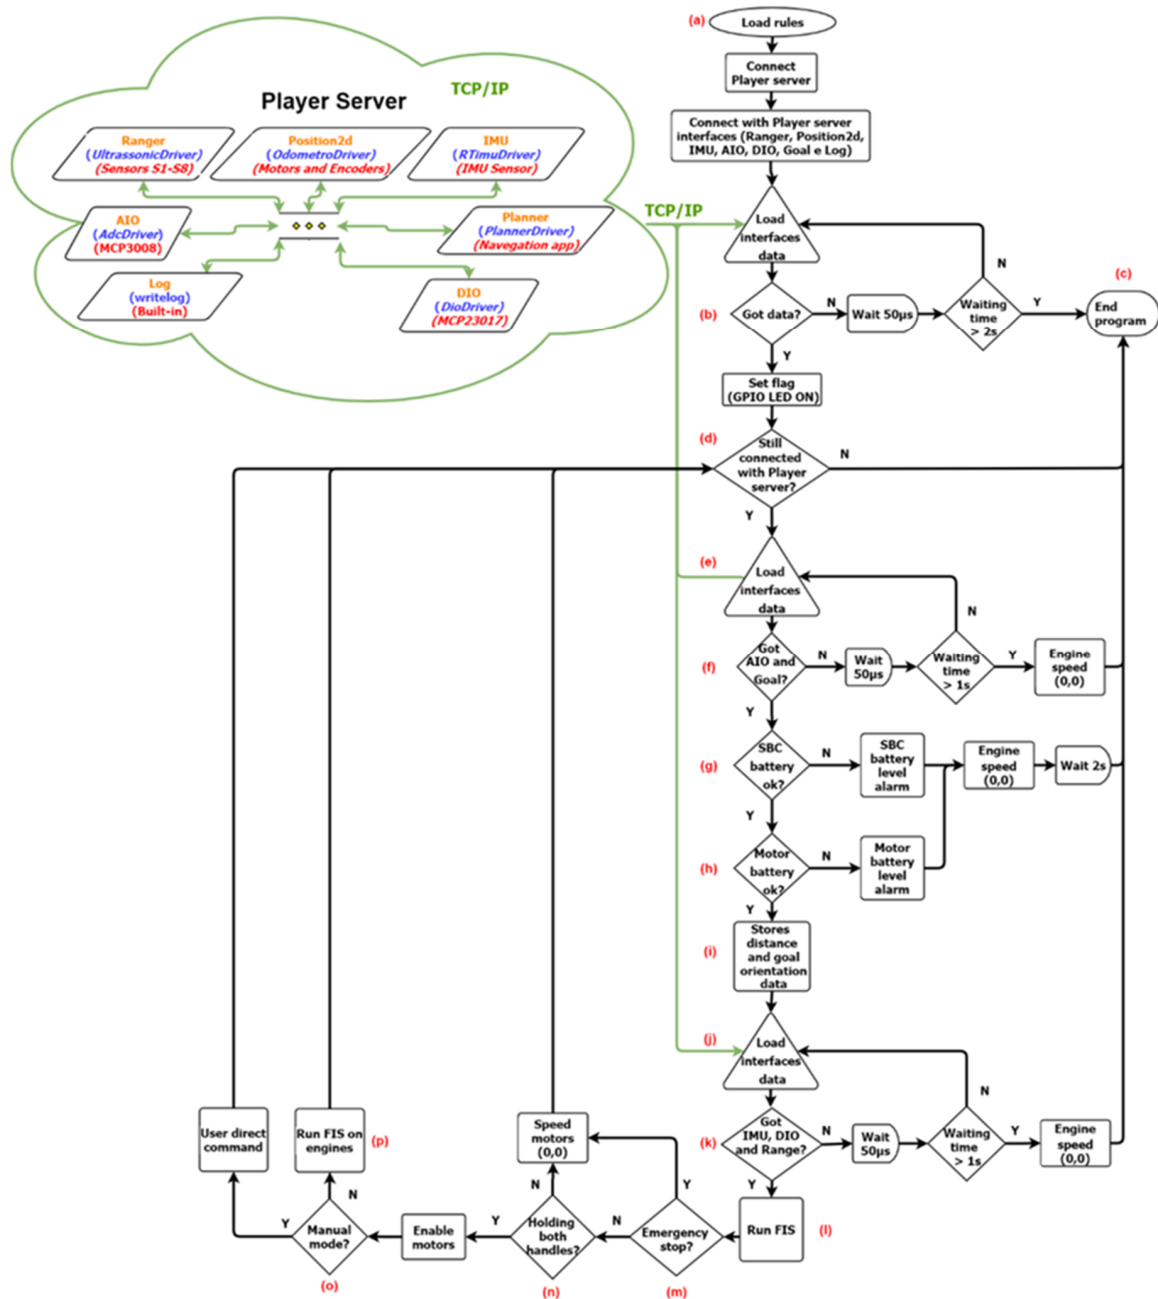 (a)
Load rules
Connect
Player server
Connect with Player server
interfaces (Ranger, Position2d,
IMU, AIO, DIO, Goal e Log)
TCP/IP
Player Server
Ranger
(UltrassonicDriver)
(Sensors S1-S8)
Position2d
(OdometroDriver)
(Motors and Encoders)
IMU
(RTimuDriver)
(IMU Sensor)
AIO
(AdcDriver)
(MCP3008)
Planner
(PlannerDriver)
(Navegation app)
Log
(writelog)
(Built-in)
DIO
(DioDriver)
(MCP23017)
TCP/IP
Load
interfaces
data
(b)
Got data?
N
Wait 50µs
Waiting
time
> 2s
N
Y
(c)
End
program
Y
Set flag
(GPIO LED ON)
(d)
Still
connected
with Player
server?
N
Y
(e)
Load
interfaces
data
(f)
Got
AIO and
Goal?
N
Wait
50µs
Waiting
time
> 1s
N
Y
Engine
speed
(0,0)
Y
(g)
SBC
battery
ok?
N
SBC
battery
level
alarm
Engine
speed
(0,0)
Wait 2s
Y
(h)
Motor
battery
ok?
N
Motor
battery
level
alarm
Y
(i)
Stores
distance
and goal
orientation
data
(j)
Load
interfaces
data
(k)
Got
IMU, DIO
and Range?
N
Wait
50µs
Waiting
time
> 1s
N
Y
Engine
speed
(0,0)
Y
Run FIS
(l)
Emergency
stop?
(m)
Y
N
Speed
motors
(0,0)
N
Holding
both
handles?
(n)
Y
Enable
motors
Manual
mode?
(o)
N
Run FIS on
engines
(p)
Y
User direct
command